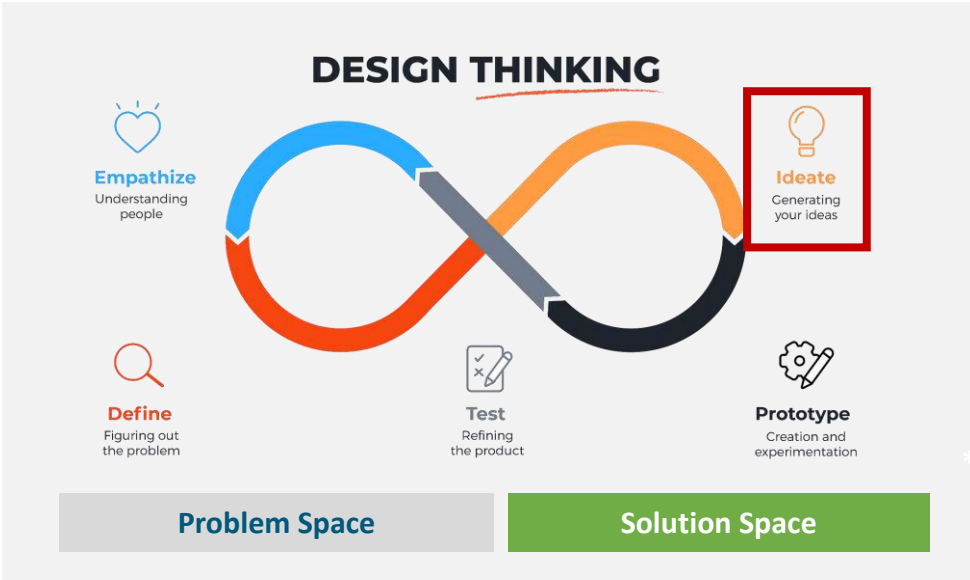 DESIGN THINKING
Empathize
Understanding
people
Ideate
Generating
your ideas
Define
Figuring out
the problem
Test
Refining
the product
Prototype
Creation and
experimentation
*
Problem Space
Solution Space